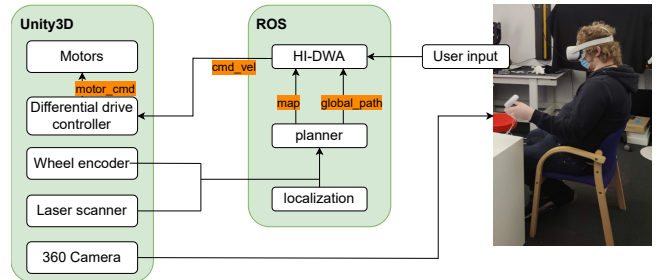 Unity3D
Motors
motor_cmd
Differential drive
controller
Wheel encoder
Laser scanner
360 Camera
cmd_vel
ROS
HI-DWA
map
global_path
planner
localization
User input